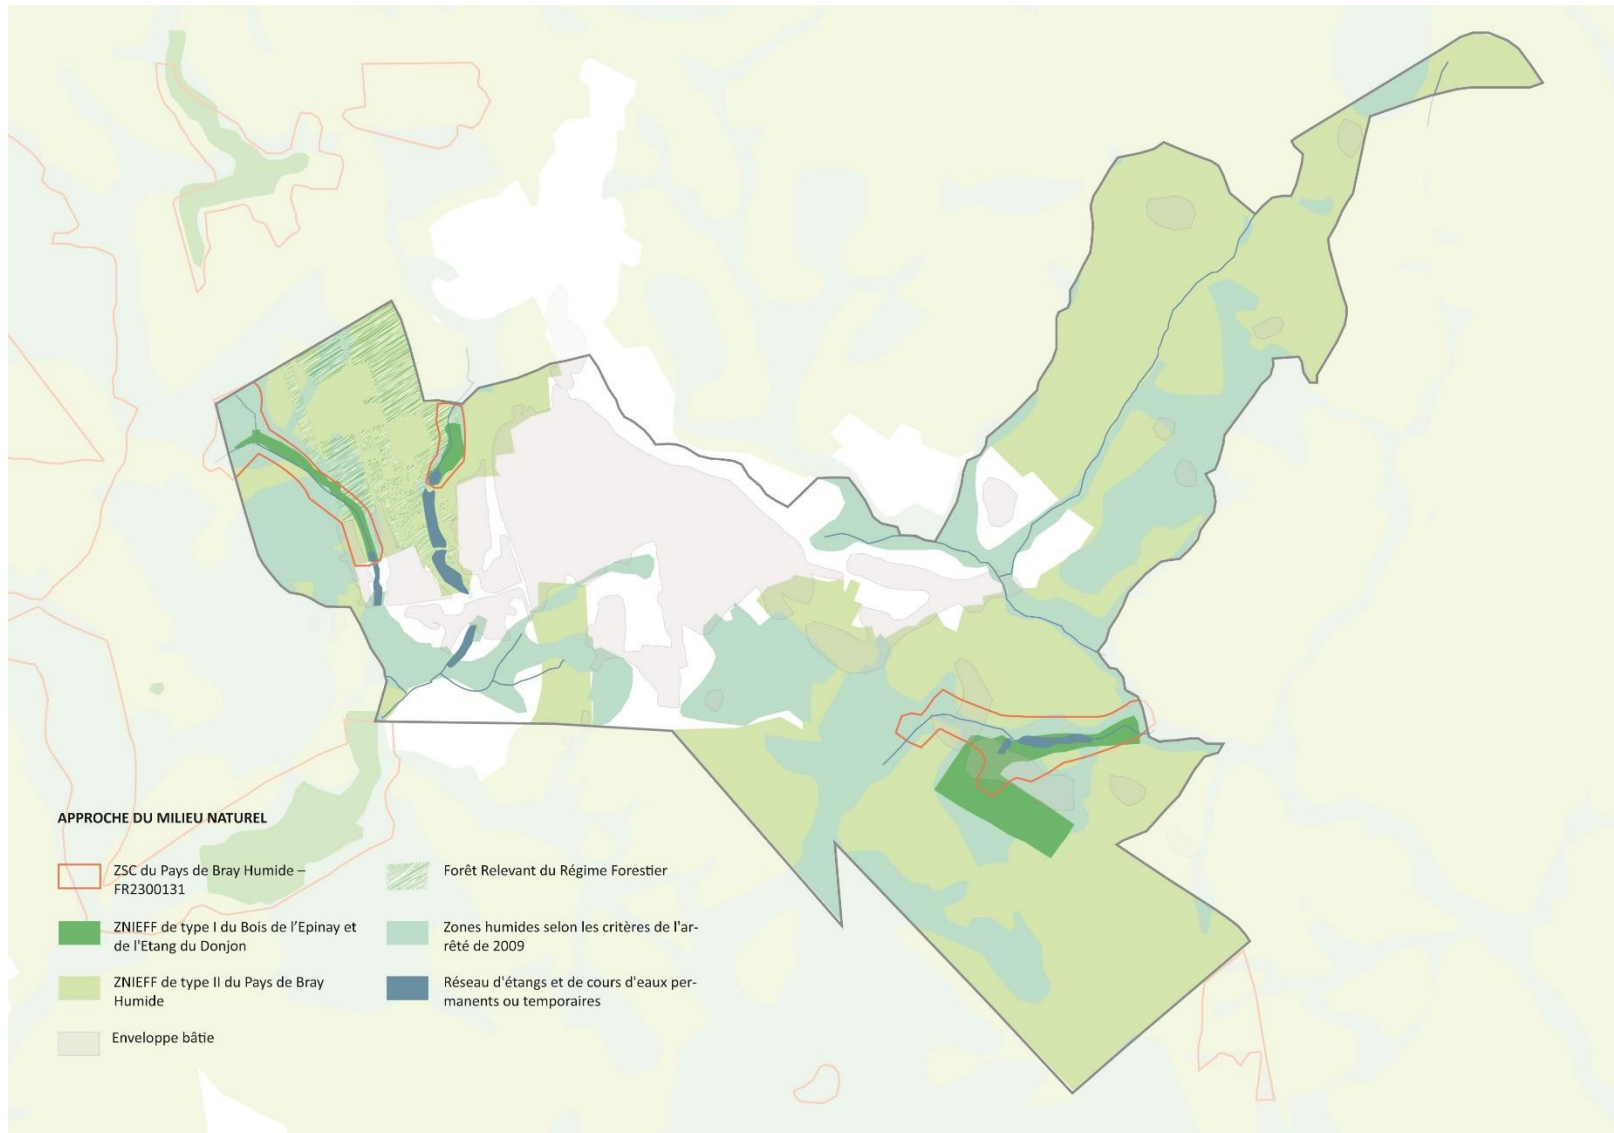 APPROCHE DU MILIEU NATUREL
ZSC du Pays de Bray Humide –
FR2300131
ZNIEFF de type I du Bois de l'Epinay et
de l'Etang du Donjon
ZNIEFF de type II du Pays de Bray
Humide
Enveloppe bâtie
Forêt Relevant du Régime Forestier
Zones humides selon les critères de l'ar-
rêté de 2009
Réseau d'étangs et de cours d'eaux per-
manents ou temporaires